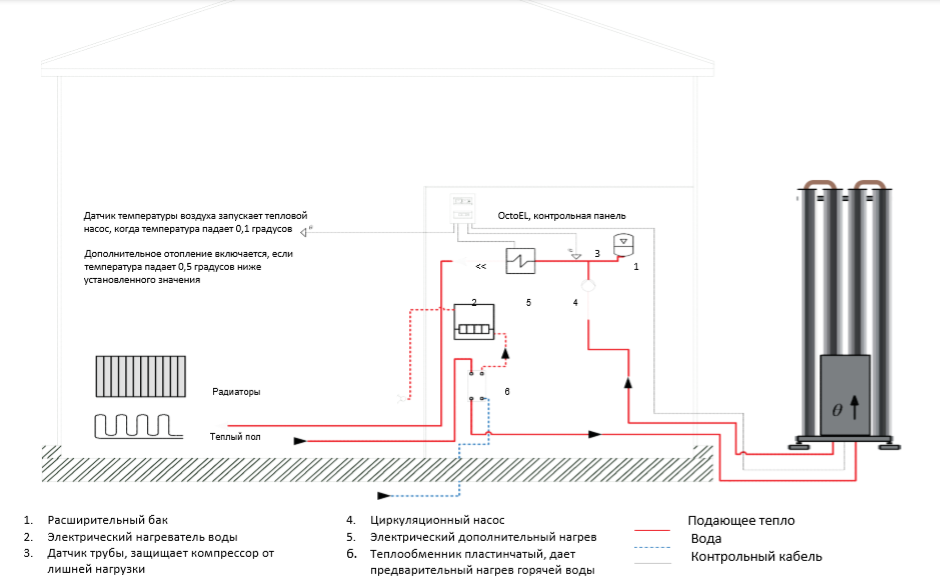 Датчик температуры воздуха запускает тепловой
насос, когда температура падает 0,1 градусов
Дополнительное отопление включается, если
температура падает 0,5 градусов ниже
установленного значения
OctoEL, контрольная панель
3
1
<<
2
5
4
6
Радиаторы
Теплый пол
θ
1. Расширительный бак
2. Электрический нагреватель воды
3. Датчик трубы, защищает компрессор от
лишней нагрузки
4. Циркуляционный насос
5. Электрический дополнительный нагрев
6. Теплообменник пластинчатый, дает
предварительный нагрев горячей воды
Подающее тепло
Вода
Контрольный кабель